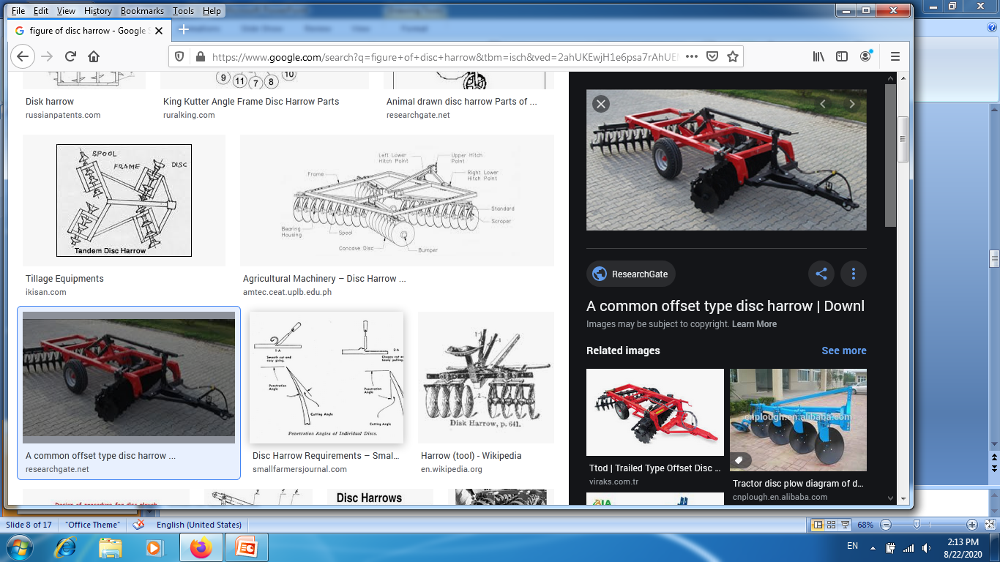 File Edit View History Bookmarks Tools Help
figure of disc harrow - Google S
https://www.google.com/search?q=figure+of+disc+harrow&tbm=isch&ved=2ahUKEwjH1e6psa7rAhUE
9 11 7 8 10
Disk harrow
russianpatents.com
King Kutter Angle Frame Disc Harrow Parts
ruralking.com
Animal drawn disc harrow Parts of ...
researchgate.net
SPOOL
FRAME
DISC
Tandem Disc Harrow
Tillage Equipments
ikisan.com
Left Lower
Hitch Point
Upper Hitch
Point
Right Lower
Hitch Point
Frame
Standard
Scraper
Bearing
Housing
Spool
Concave Disc
Bumper
Agricultural Machinery – Disc Harrow ...
amtec.ceat.uplb.edu.ph
A common offset type disc harrow ...
researchgate.net
1-A
Smooth cut and
easy going.
2-A
Choppy cut and
heavy pulling.
Penetration
Angle
Cutting Angle
Penetration
Angle
Cutting Angle
Penetration Angles of Individual Discs.
Disc Harrow Requirements – Smal...
smallfarmersjournal.com
Disk Harrow, p. 641.
Harrow (tool) - Wikipedia
en.wikipedia.org
Disc Harrows
ResearchGate
A common offset type disc harrow | Downl
Images may be subject to copyright. Learn More
Related images
See more
Ttod | Trailed Type Offset Disc ...
viraks.com.tr
cnplough.en.alibaba.com
Tractor disc plow diagram of d...
cnplough.en.alibaba.com
Slide 8 of 17
"Office Theme"
English (United States)
68%
EN
2:13 PM
8/22/2020